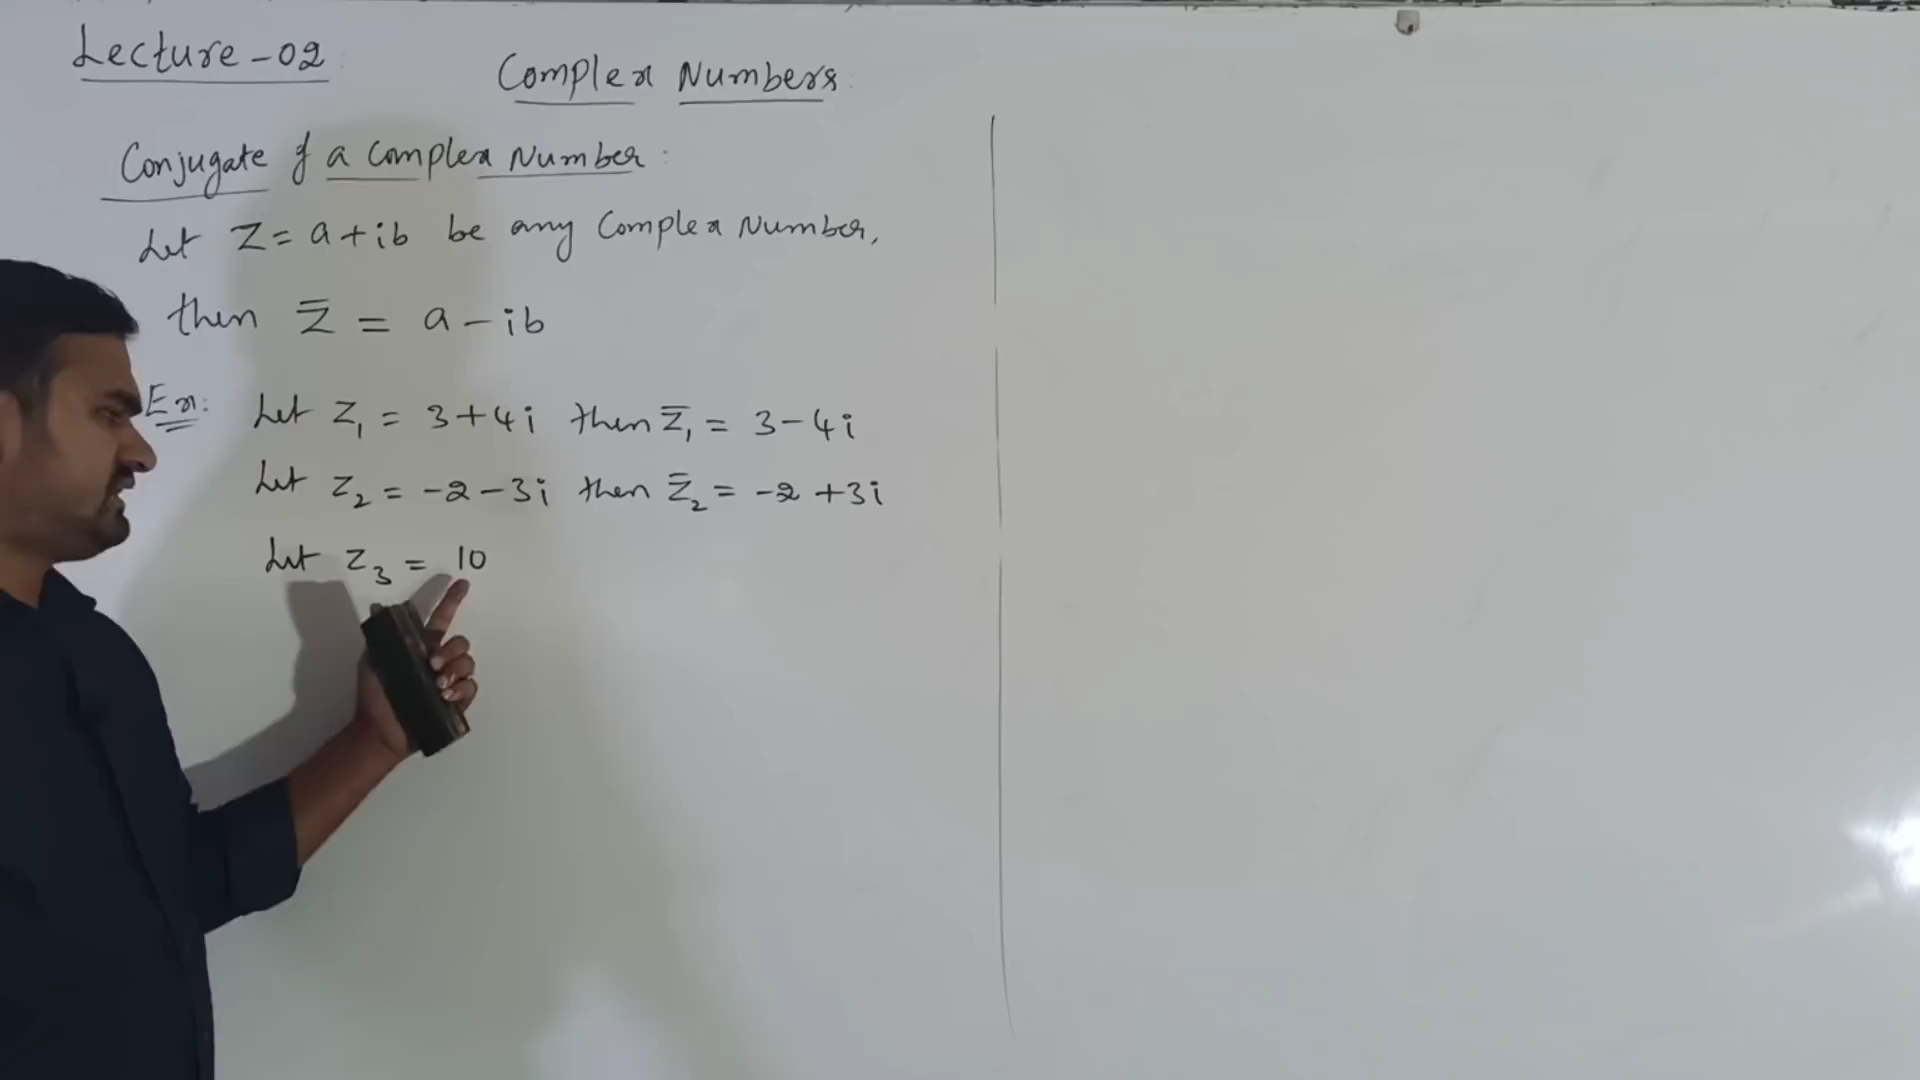 Lecture-02
Complex Numbers
Conjugate of a Complex Number:
Let Z = a+ib be any Complex Number,
then z̅ = a-ib
Ex: Let z₁ = 3+4i then z̅₁ = 3-4i
Let z₂ = -2-3i then z̅₂ = -2+3i
Let z₃ = 10